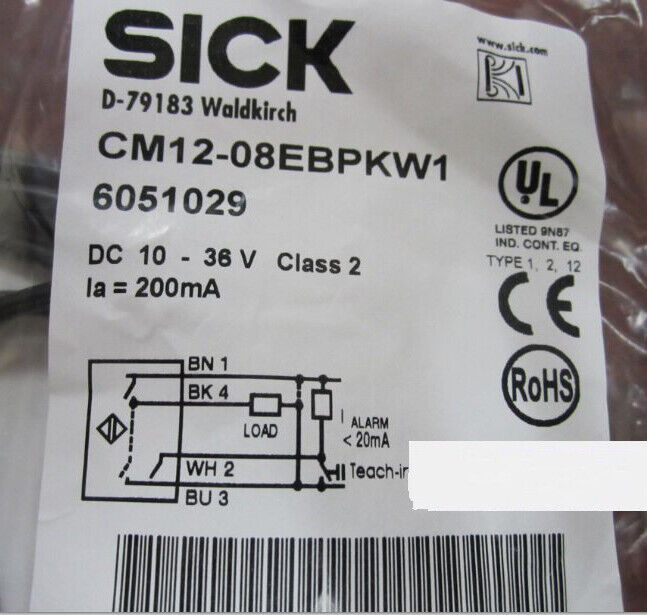 SICK
www.sick.com
D-79183 Waldkirch
CM12-08EBPKW1
6051029
UL
LISTED 9N87
IND. CONT. EQ.
TYPE 1, 2, 12
DC 10 - 36 V Class 2
Ia = 200mA
CE
RoHS
BN 1
BK 4
LOAD
ALARM
< 20mA
WH 2
Teach-in
BU 3